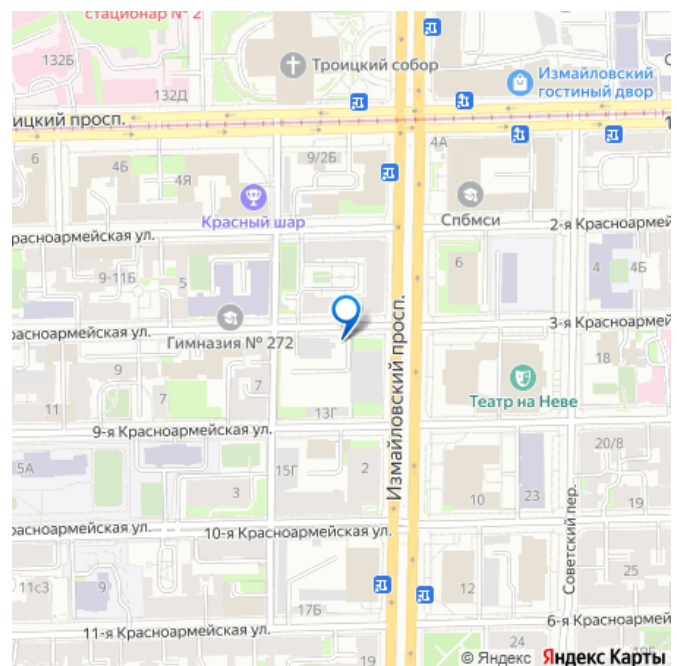 стационар № 2
132Б
Троицкий собор
132Д
Измайловский
гостиный двор
ицкий просп.
1
6
4Б
4Я
9/2Б
4А
Красный шар
Спбмси
расноармейская ул.
2-я Красноармей
9-11Б
5
6
4
4Б
расноармейская ул.
Гимназия № 272
3-я Красноармей
Измайловский просп.
9
7
7
18
11
13Г
Театр на Неве
9-я Красноармейская ул.
20/8
5А
15Г
2
3
10
23
19
расноармейская ул.
10-я Красноармейская ул.
Советский пер.
11с3
9
17Б
12
25
11-я Красноармейская ул.
6-я Красноармей
19
24
21
© Яндекс Яндекс Карты